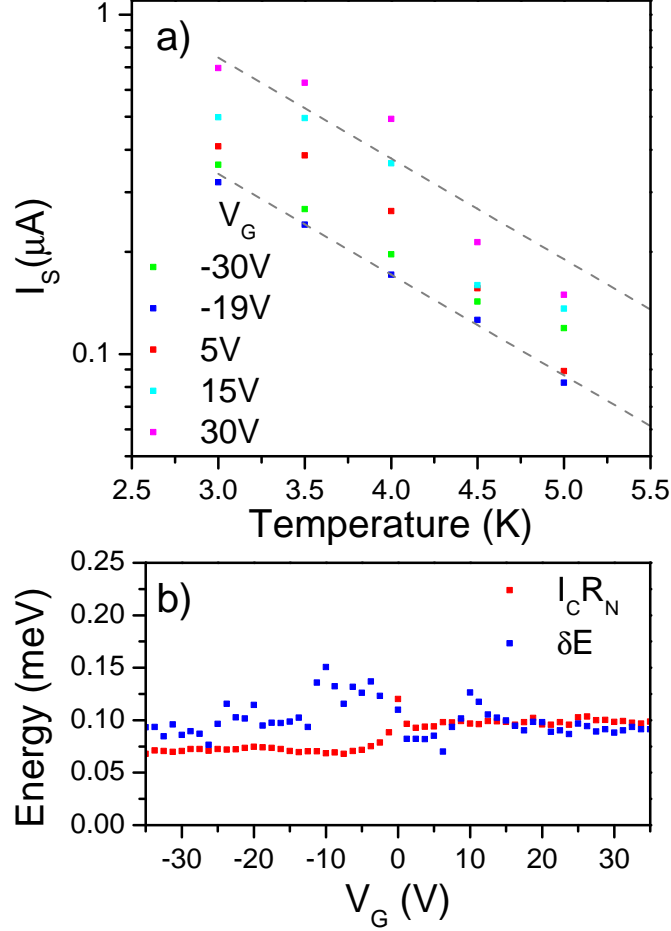 a)
I_S(μA)
1
0.1
V_G
-30V
-19V
5V
15V
30V
2.5 3.0 3.5 4.0 4.5 5.0 5.5
Temperature (K)
b)
I_CR_N
δE
Energy (meV)
0.25
0.20
0.15
0.10
0.05
0.00
-30 -20 -10 0 10 20 30
V_G (V)